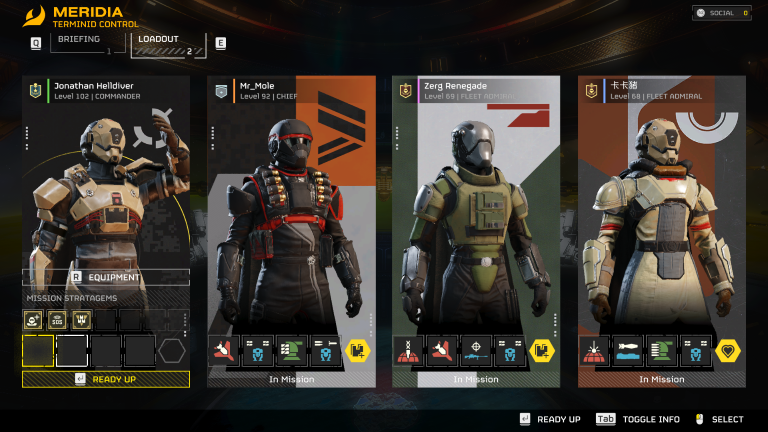 MERIDIA
TERMINID CONTROL
SOCIAL 0
Q BRIEFING 1 LOADOUT 2 E
Jonathan Helldiver
Level 102 | COMMANDER
Mr_Mole
Level 92 | CHIEF
Zerg Renegade
Level 69 | FLEET ADMIRAL
卡卡豬
Level 68 | FLEET ADMIRAL
R EQUIPMENT
MISSION STRATAGEMS
SOS
READY UP
In Mission
In Mission
In Mission
READY UP Tab TOGGLE INFO SELECT